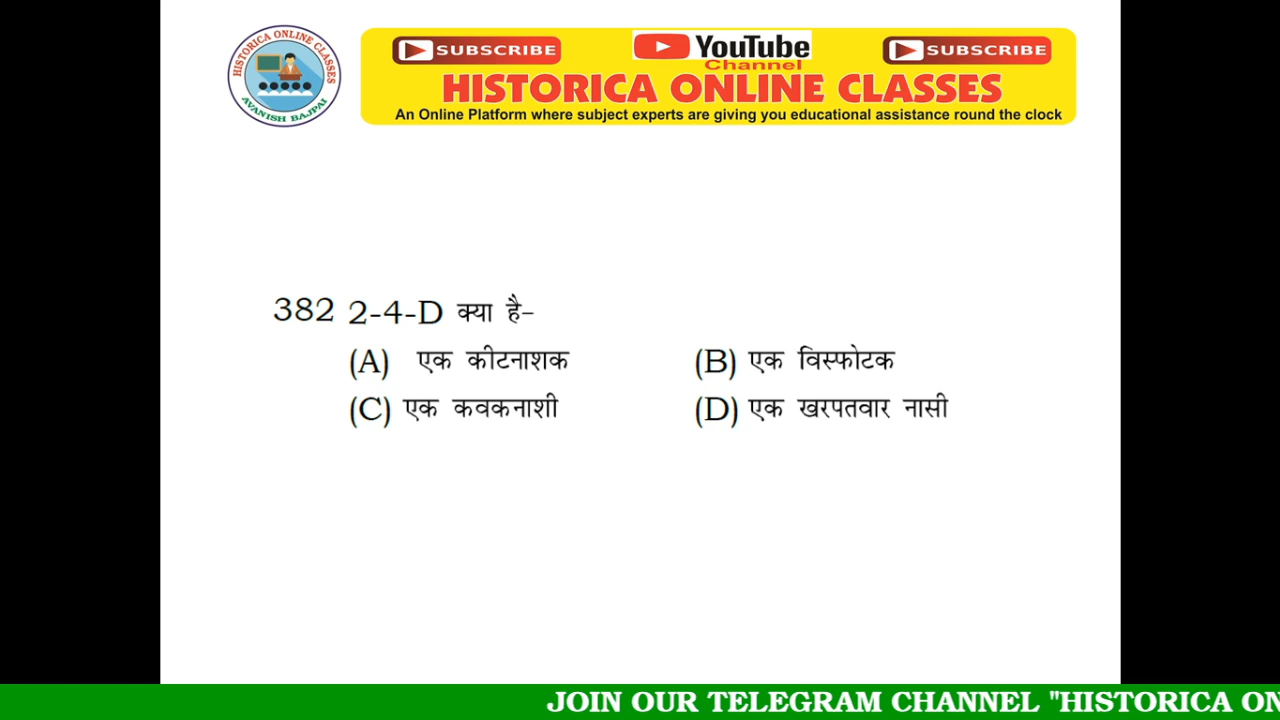 HISTORICA ONLINE CLASSES
AVANISH BAJPAI
SUBSCRIBE
YouTube
Channel
SUBSCRIBE
HISTORICA ONLINE CLASSES
An Online Platform where subject experts are giving you educational assistance round the clock
382 2-4-D क्या है-
(A) एक कीटनाशक (B) एक विस्फोटक
(C) एक कवकनाशी (D) एक खरपतवार नासी
JOIN OUR TELEGRAM CHANNEL "HISTORICA ON